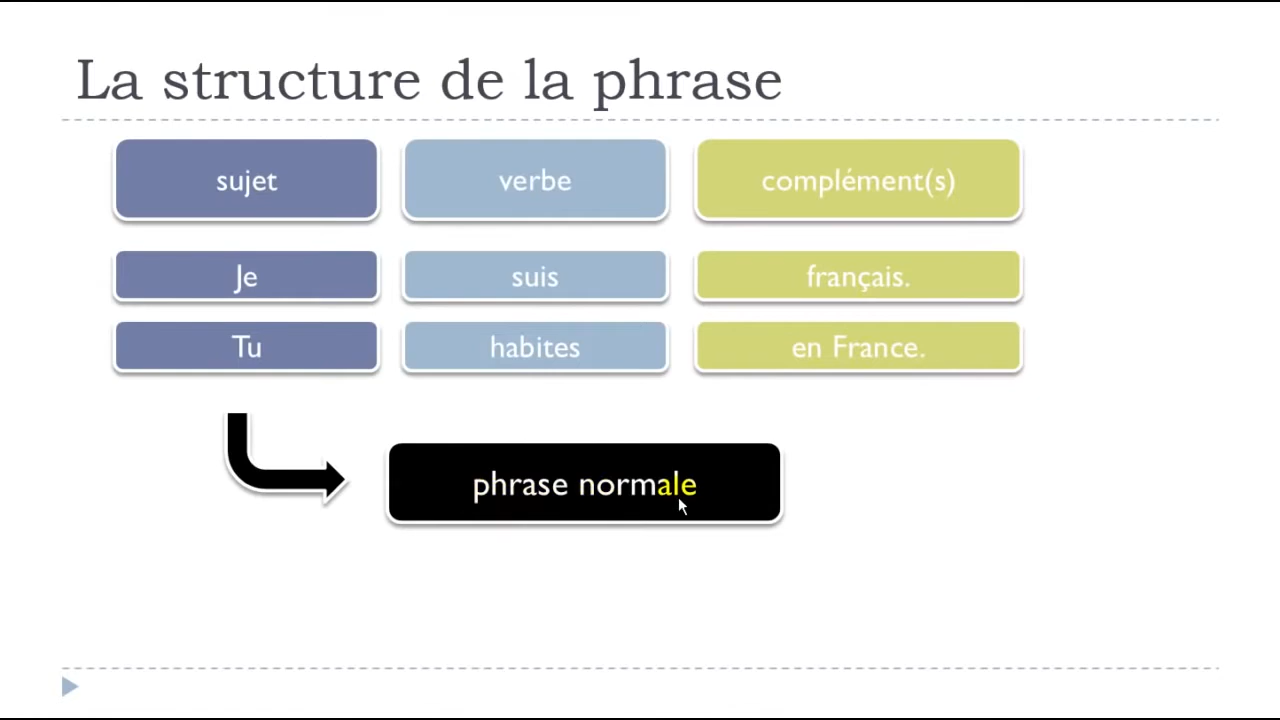 La structure de la phrase
sujet verbe complément(s)
Je suis français.
Tu habites en France.
phrase normale